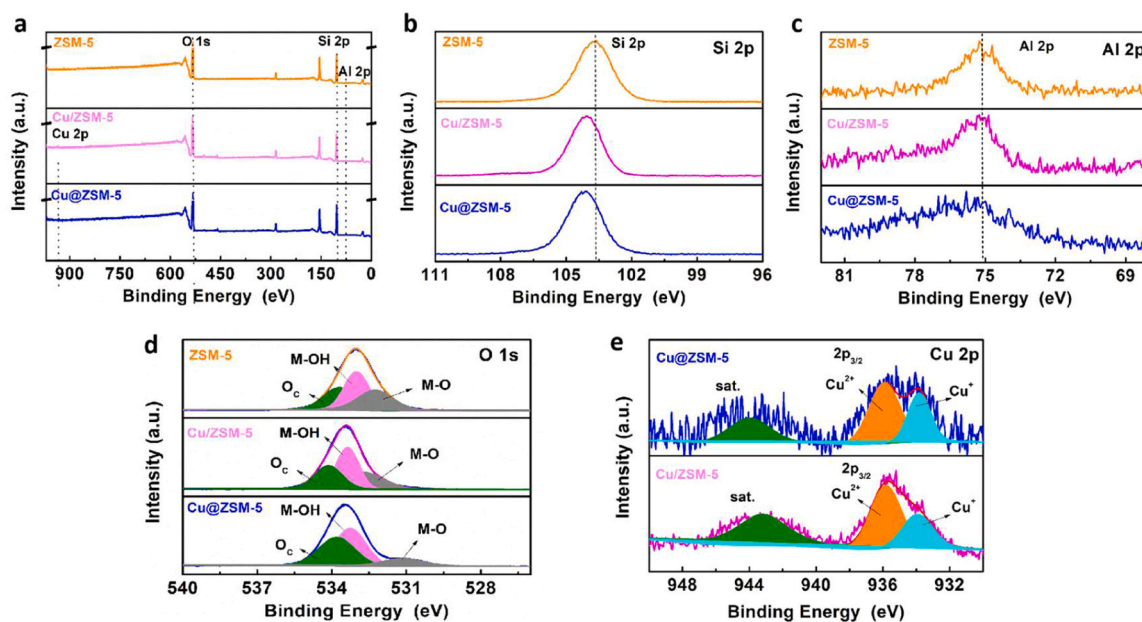 a
ZSM-5
O 1s
Si 2p
Al 2p
Cu/ZSM-5
Cu 2p
Cu@ZSM-5
Intensity (a.u.)
900 750 600 450 300 150 0
Binding Energy (eV)
b
ZSM-5
Si 2p
Si 2p
Cu/ZSM-5
Cu@ZSM-5
Intensity (a.u.)
111 108 105 102 99 96
Binding Energy (eV)
c
ZSM-5
Al 2p
Al 2p
Cu/ZSM-5
Cu@ZSM-5
Intensity (a.u.)
81 78 75 72 69
Binding Energy (eV)
d
ZSM-5
O 1s
M-OH
Oc
M-O
Cu/ZSM-5
M-OH
Oc
M-O
Cu@ZSM-5
M-OH
Oc
M-O
Intensity (a.u.)
540 537 534 531 528
Binding Energy (eV)
e
Cu@ZSM-5
Cu 2p
2p3/2
sat.
Cu2+
Cu+
Cu/ZSM-5
2p3/2
sat.
Cu2+
Cu+
Intensity (a.u.)
948 944 940 936 932
Binding Energy (eV)